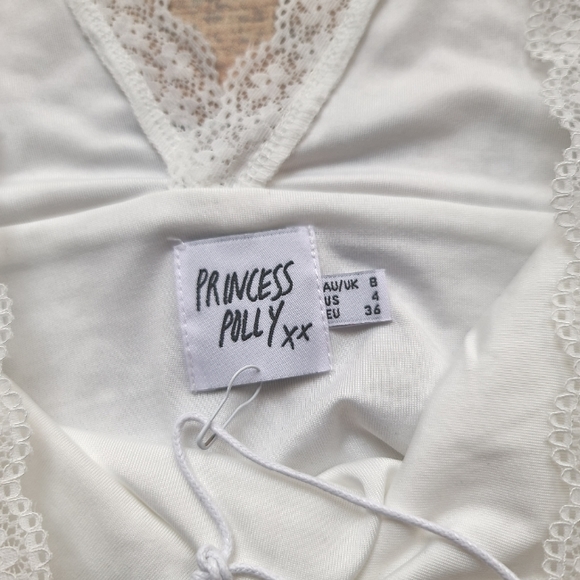 PRINCESS
POLLY xx
AU/UK 8
US 4
EU 36